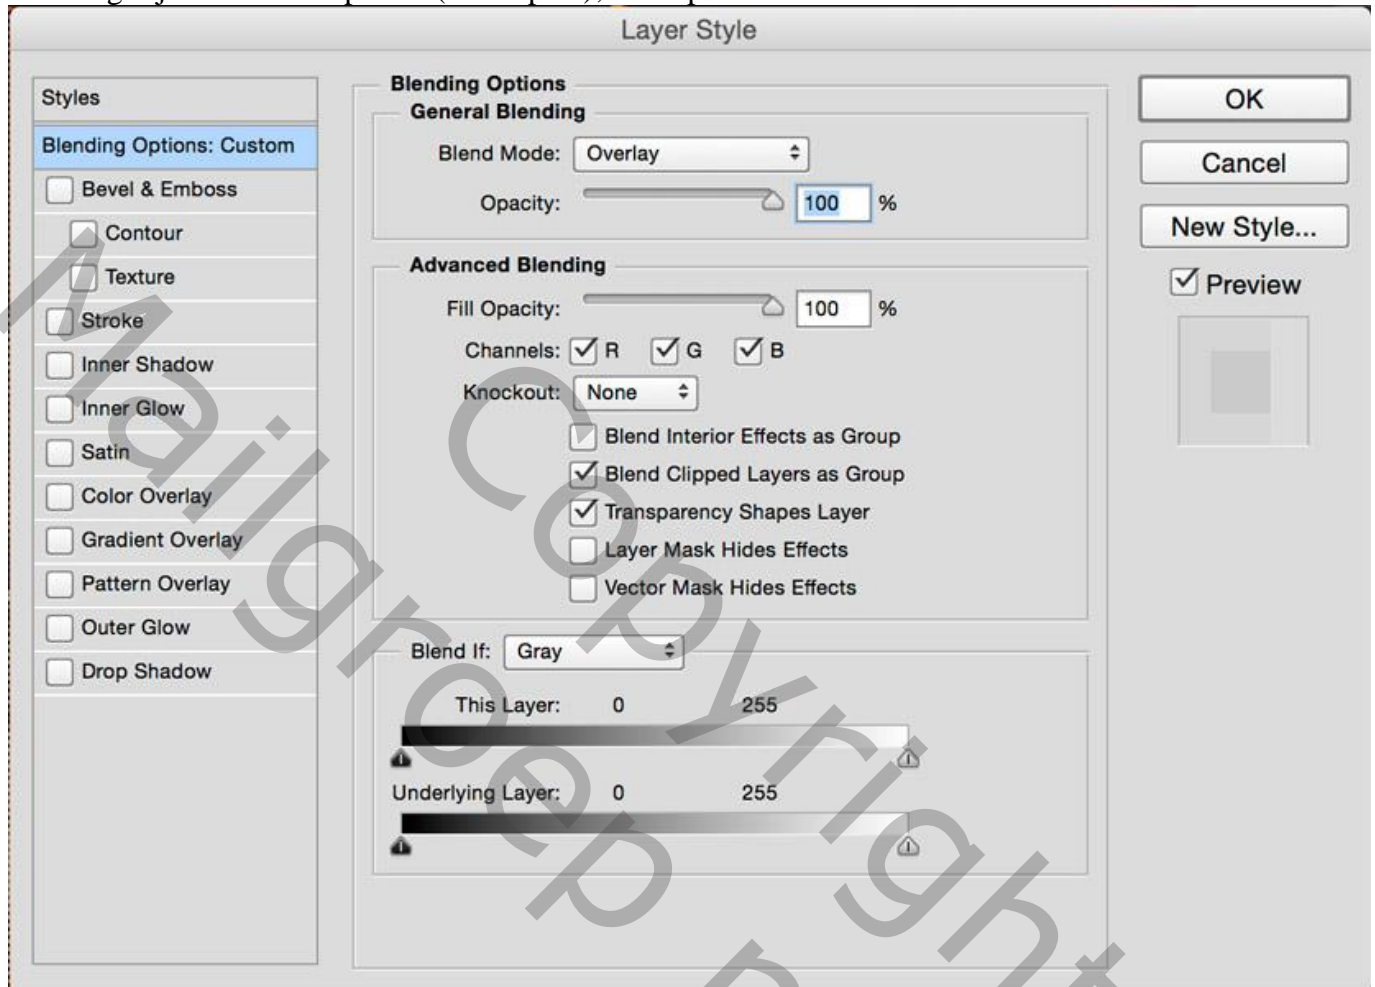 Layer Style
Styles
Blending Options: Custom
Bevel & Emboss
Contour
Texture
Stroke
Inner Shadow
Inner Glow
Satin
Color Overlay
Gradient Overlay
Pattern Overlay
Outer Glow
Drop Shadow
Blending Options
General Blending
Blend Mode: Overlay
Opacity: 100 %
Advanced Blending
Fill Opacity: 100 %
Channels: R G B
Knockout: None
Blend Interior Effects as Group
Blend Clipped Layers as Group
Transparency Shapes Layer
Layer Mask Hides Effects
Vector Mask Hides Effects
Blend If: Gray
This Layer: 0 255
Underlying Layer: 0 255
OK
Cancel
New Style...
Preview
Copyright
Mailgroep